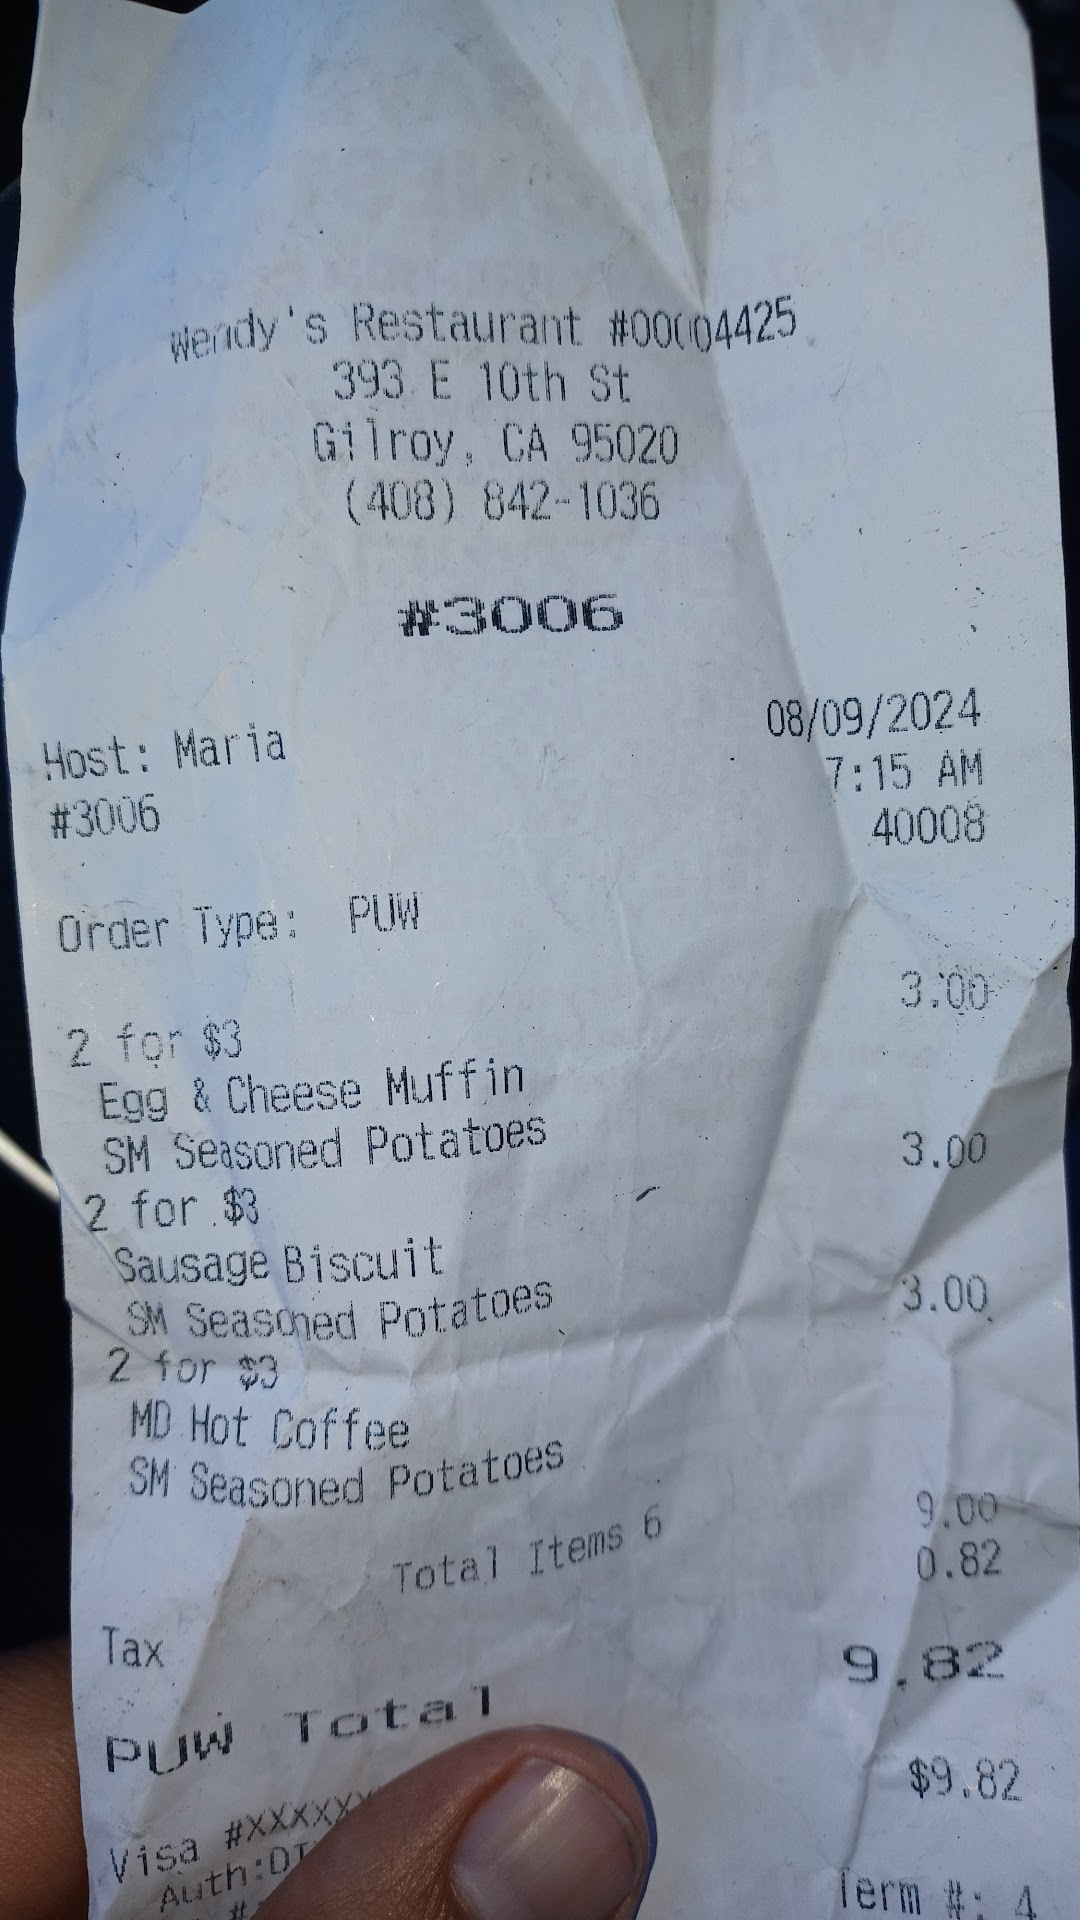 Wendy's Restaurant #00004425
393 E 10th St
Gilroy, CA 95020
(408) 842-1036
#3006
Host: Maria 08/09/2024
#3006 7:15 AM
40008
Order Type: PUW
2 for $3 3.00
Egg & Cheese Muffin
SM Seasoned Potatoes
2 for $3 3.00
Sausage Biscuit
SM Seasoned Potatoes
2 for $3 3.00
MD Hot Coffee
SM Seasoned Potatoes
Total Items 6 9.00
Tax 0.82
PUW Total 9.82
Visa #XXXXXX $9.82
Auth:
Term #: 4